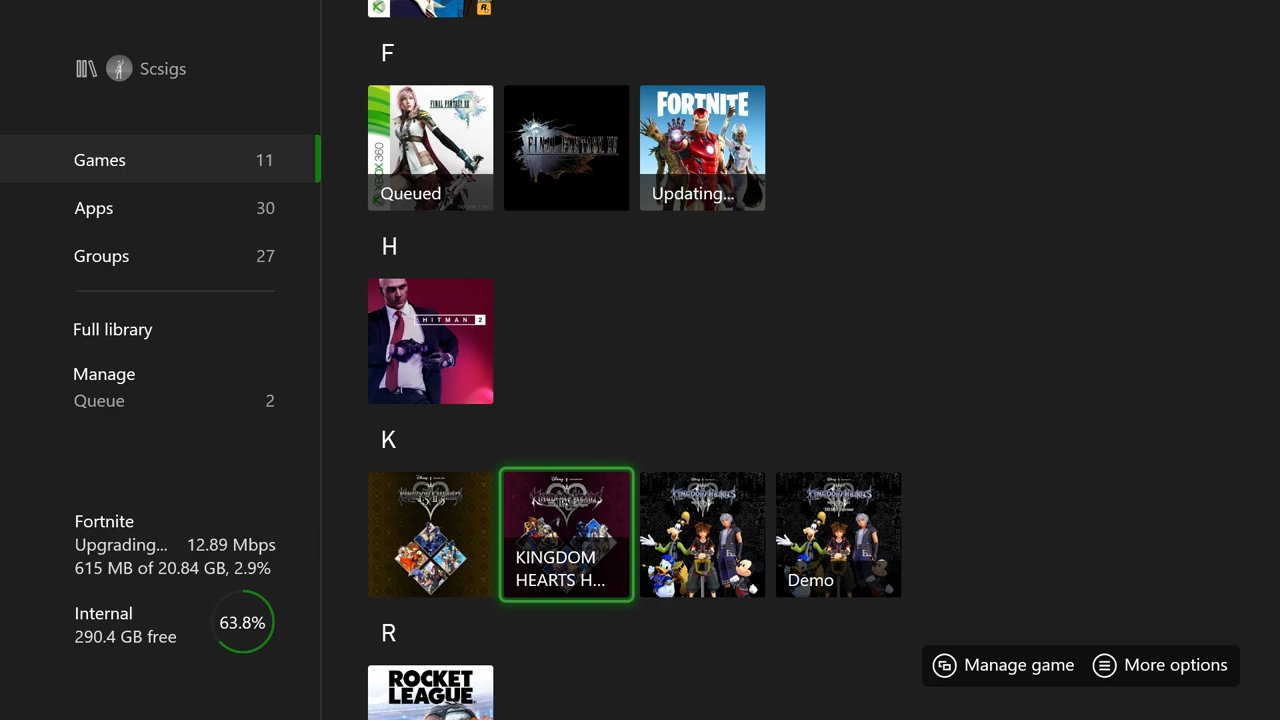 Scsigs
Games 11
Apps 30
Groups 27
Full library
Manage
Queue 2
Fortnite
Upgrading... 12.89 Mbps
615 MB of 20.84 GB, 2.9%
Internal
290.4 GB free
63.8%
F
XBOX 360
FINAL FANTASY XIII
Queued
FINAL FANTASY XV
FORTNITE
Updating...
H
HITMAN 2
K
KINGDOM HEARTS
KINGDOM HEARTS
KINGDOM
HEARTS H...
KINGDOM HEARTS
KINGDOM HEARTS
Demo
R
ROCKET
LEAGUE
Manage game
More options